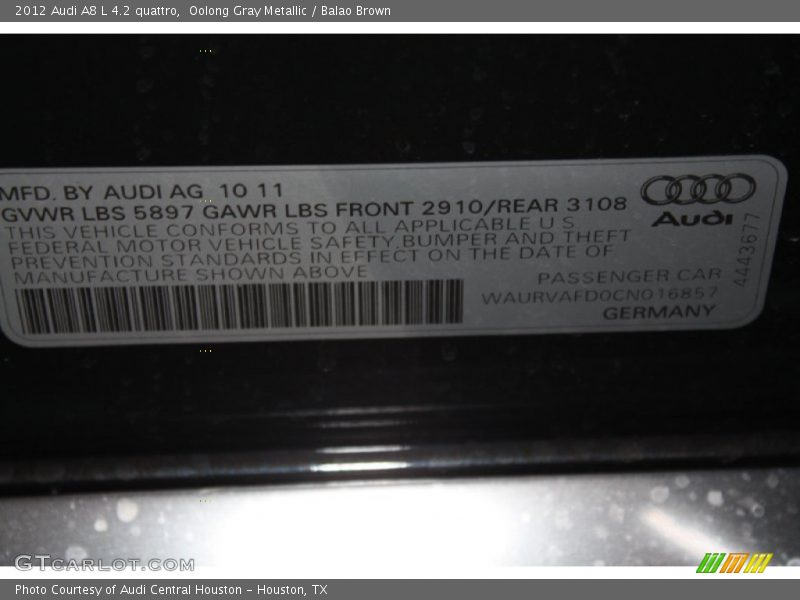 2012 Audi A8 L 4.2 quattro,  Oolong Gray Metallic / Balao Brown
MFD. BY AUDI AG  10 11
GVWR LBS 5897 GAWR LBS FRONT 2910/REAR 3108
THIS VEHICLE CONFORMS TO ALL APPLICABLE U S
FEDERAL MOTOR VEHICLE SAFETY,BUMPER AND THEFT
PREVENTION STANDARDS IN EFFECT ON THE DATE OF
MANUFACTURE SHOWN ABOVE
Audi
4443677
PASSENGER CAR
WAURVAFD0CN016857
GERMANY
GTCARLOT.COM
Photo Courtesy of Audi Central Houston – Houston, TX